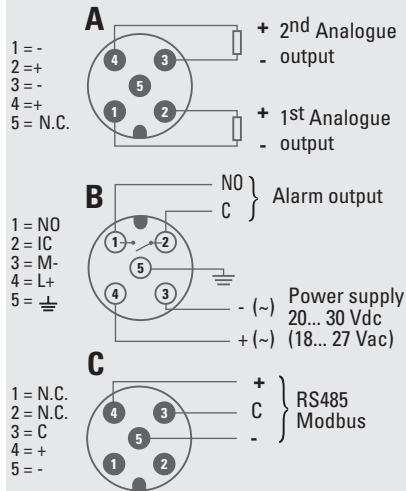 A
1 = -
2 = +
3 = -
4 = +
5 = N.C.
4 3
5
1 2
+ 2nd Analogue
- output
+ 1st Analogue
- output
B
1 = NO
2 = IC
3 = M-
4 = L+
5 =
1 2
5
4 3
NO
C
Alarm output
- (~) Power supply
20... 30 Vdc
+ (~) (18... 27 Vac)
C
1 = N.C.
2 = N.C.
3 = C
4 = +
5 = -
4 3
5
1 2
+
C
-
RS485
Modbus